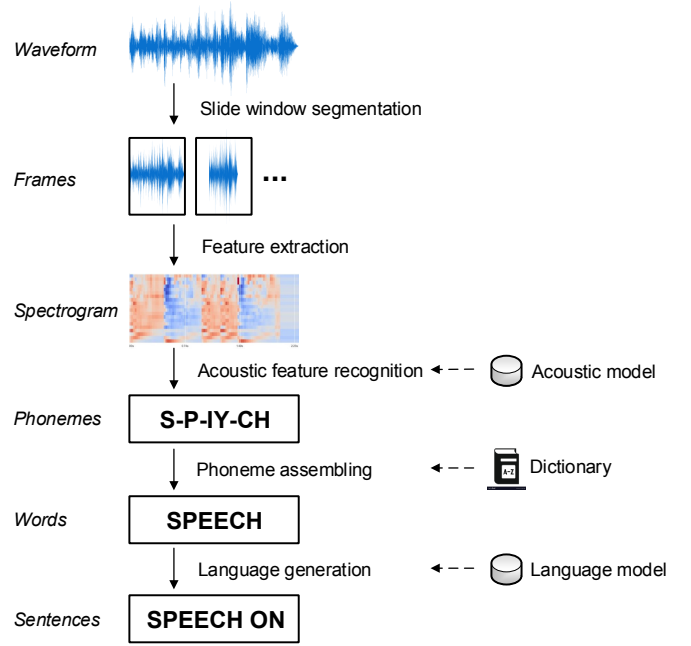 Waveform
Slide window segmentation
Frames
...
Feature extraction
Spectrogram
Acoustic feature recognition
Acoustic model
Phonemes
S-P-IY-CH
Phoneme assembling
A-Z
Dictionary
Words
SPEECH
Language generation
Language model
Sentences
SPEECH ON